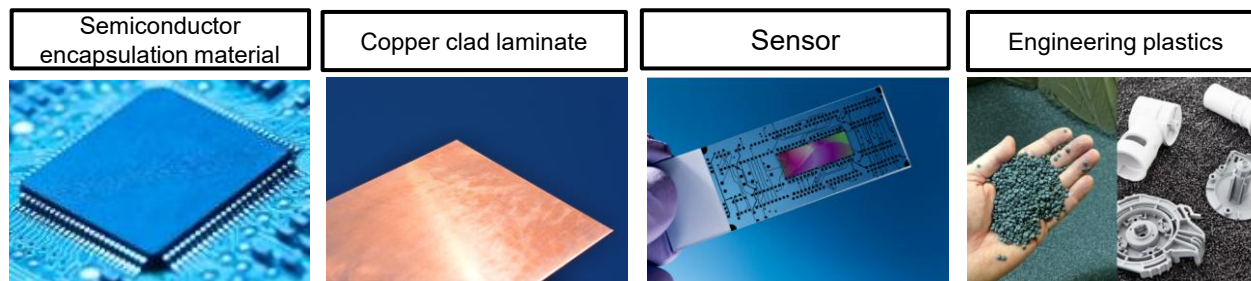 Semiconductor
encapsulation material
Copper clad laminate
Sensor
Engineering plastics